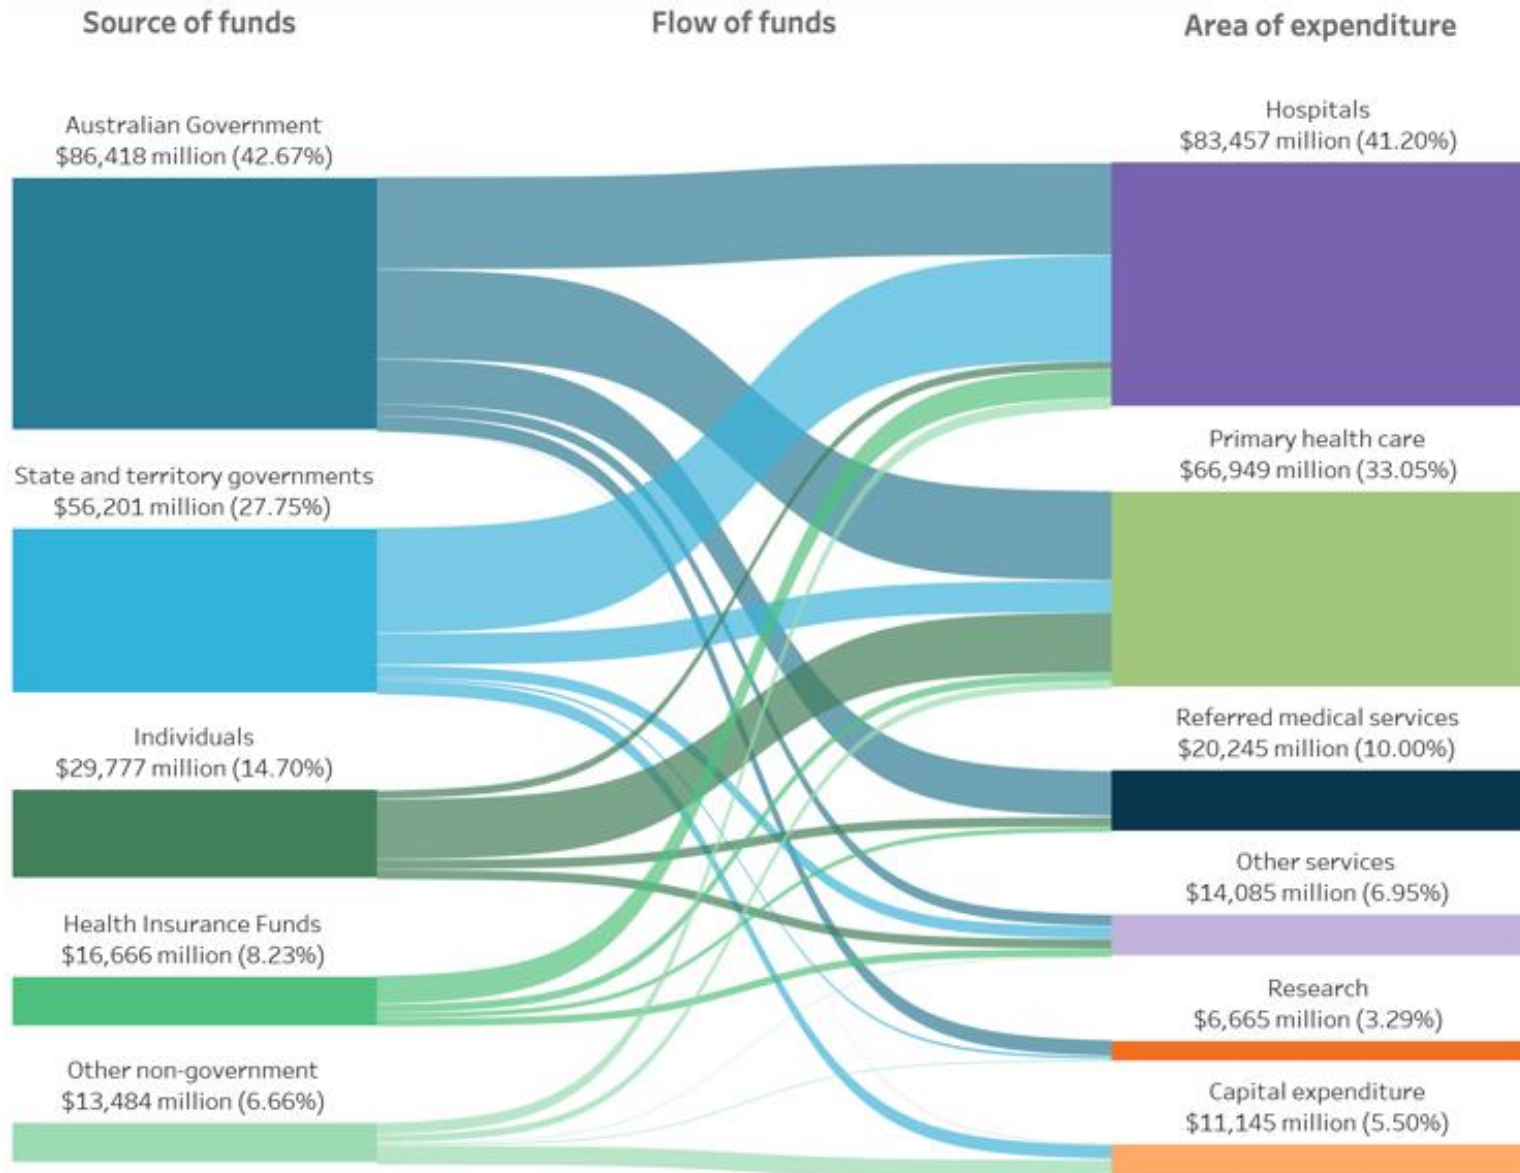 Source of funds
Flow of funds
Area of expenditure
Australian Government
$86,418 million (42.67%)
State and territory governments
$56,201 million (27.75%)
Individuals
$29,777 million (14.70%)
Health Insurance Funds
$16,666 million (8.23%)
Other non-government
$13,484 million (6.66%)
Hospitals
$83,457 million (41.20%)
Primary health care
$66,949 million (33.05%)
Referred medical services
$20,245 million (10.00%)
Other services
$14,085 million (6.95%)
Research
$6,665 million (3.29%)
Capital expenditure
$11,145 million (5.50%)